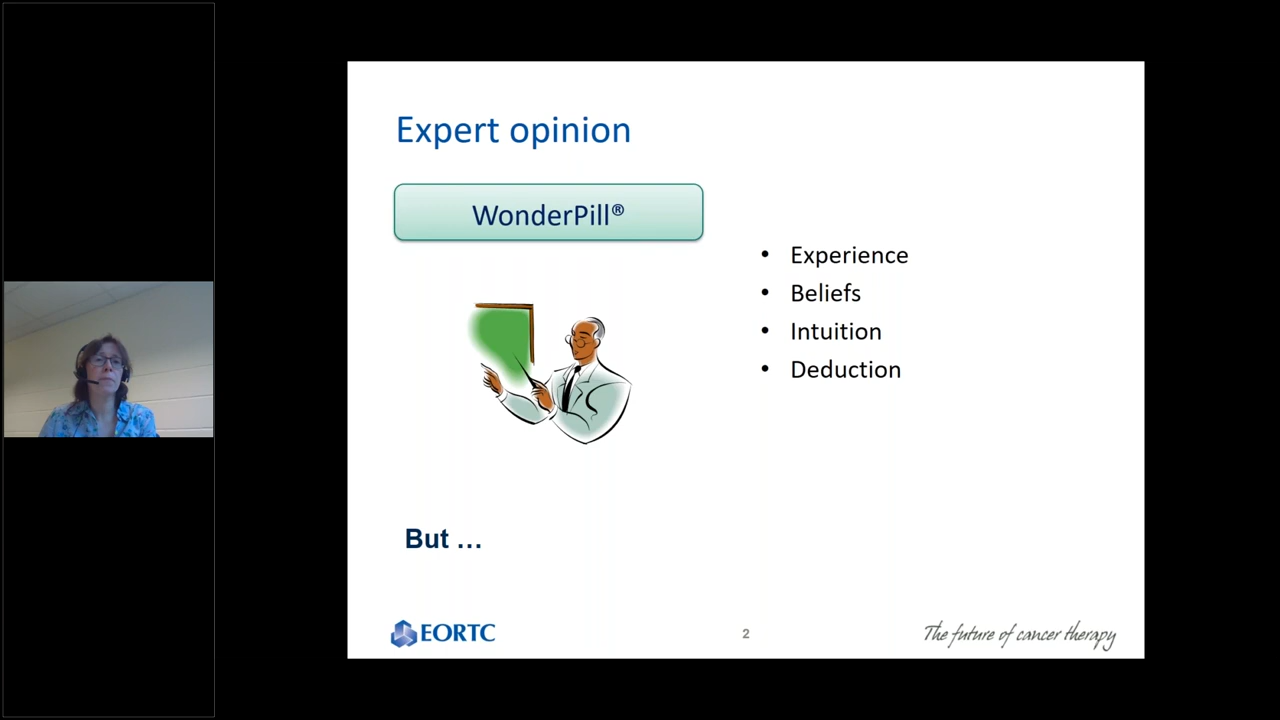 Expert opinion
WonderPill®
• Experience
• Beliefs
• Intuition
• Deduction
But …
EORTC
2
The future of cancer therapy